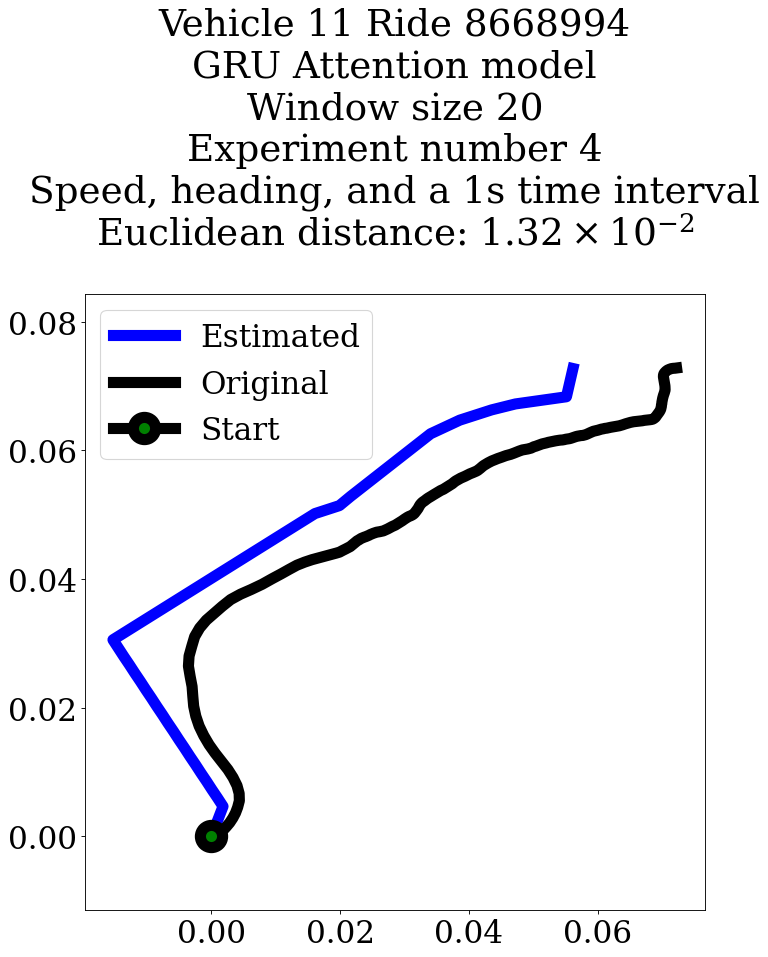 Vehicle 11 Ride 8668994
GRU Attention model
Window size 20
Experiment number 4
Speed, heading, and a 1s time interval
Euclidean distance: 1.32 × 10⁻²
0.08
Estimated
Original
Start
0.06
0.04
0.02
0.00
0.00 0.02 0.04 0.06